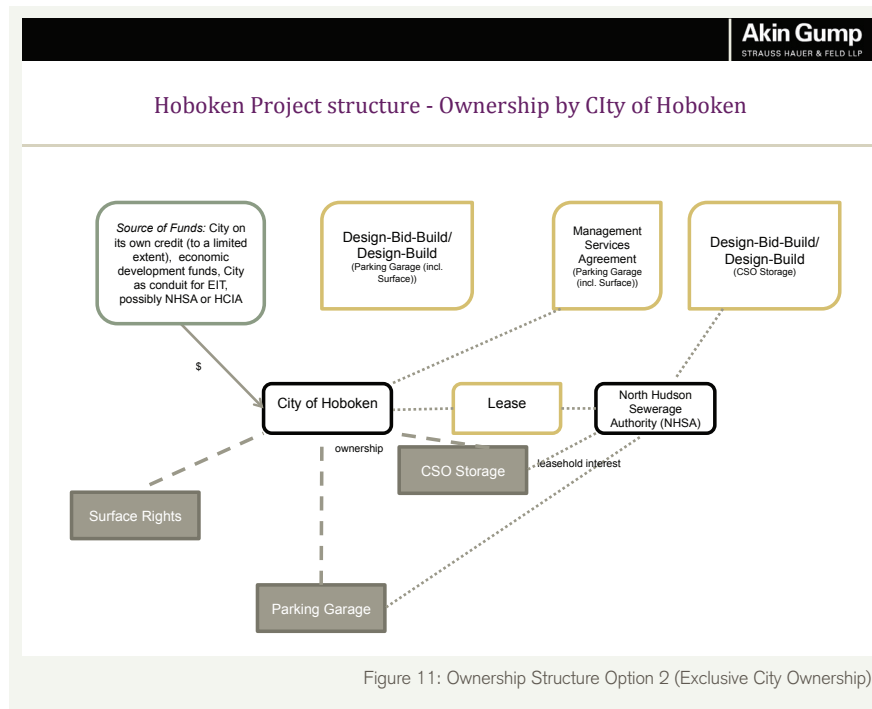 Akin Gump
STRAUSS HAUER & FELD LLP
Hoboken Project structure - Ownership by CIty of Hoboken
Source of Funds: City on
its own credit (to a limited
extent), economic
development funds, City
as conduit for EIT,
possibly NHSA or HCIA
Design-Bid-Build/
Design-Build
(Parking Garage (incl.
Surface))
Management
Services
Agreement
(Parking Garage
(incl. Surface))
Design-Bid-Build/
Design-Build
(CSO Storage)
$
City of Hoboken
Lease
North Hudson
Sewerage
Authority (NHSA)
ownership
CSO Storage
leasehold interest
Surface Rights
Parking Garage
Figure 11: Ownership Structure Option 2 (Exclusive City Ownership)